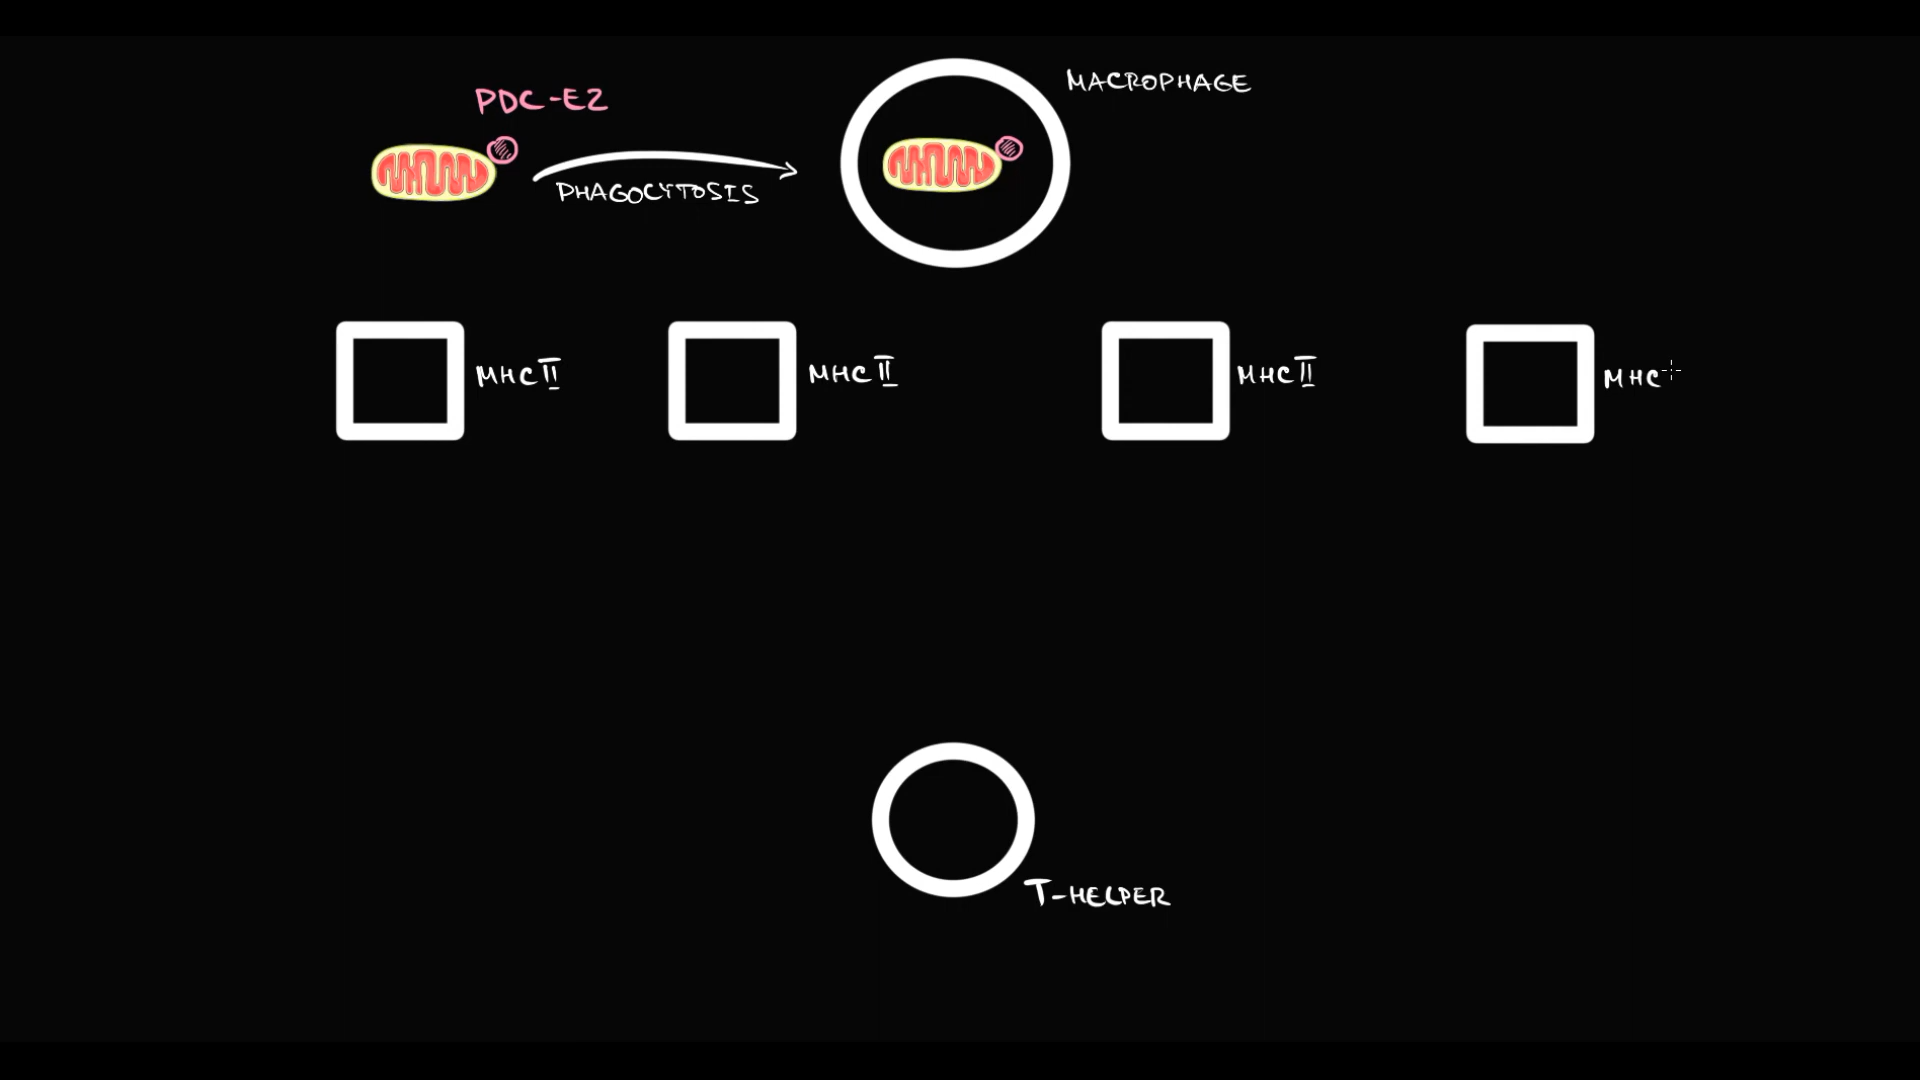 PDC-E2
PHAGOCYTOSIS
MACROPHAGE
MHC II
MHC II
MHC II
MHC
T-HELPER